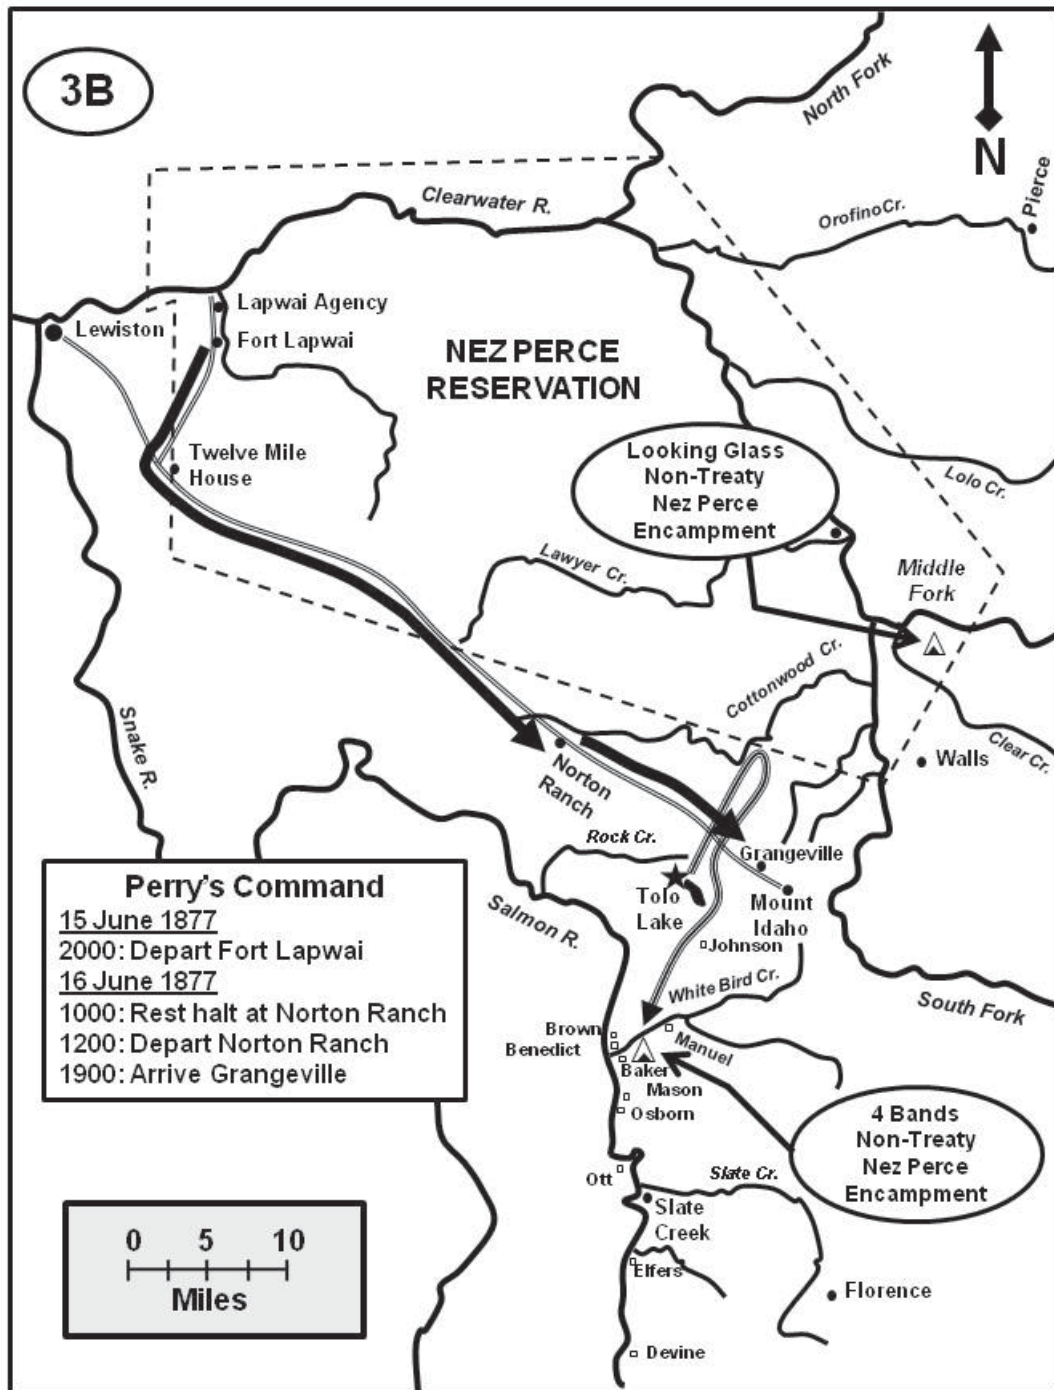 3B
North Fork
N
Pierce
Clearwater R.
Orofino Cr.
Lapwai Agency
Lewiston
Fort Lapwai
NEZ PERCE
RESERVATION
Twelve Mile
House
Looking Glass
Non-Treaty
Nez Perce
Encampment
Lolo Cr.
Lawyer Cr.
Middle
Fork
Cottonwood Cr.
Snake R.
Clear Cr.
Walls
Norton
Ranch
Rock Cr.
Grangeville
Tolo
Lake
Mount
Idaho
Salmon R.
Johnson
White Bird Cr.
South Fork
Perry's Command
15 June 1877
2000: Depart Fort Lapwai
16 June 1877
1000: Rest halt at Norton Ranch
1200: Depart Norton Ranch
1900: Arrive Grangeville
Brown
Benedict
Manuel
Baker
Mason
Osborn
4 Bands
Non-Treaty
Nez Perce
Encampment
Ott
Slate Cr.
Slate
Creek
Elfers
Florence
Devine
0 5 10
Miles